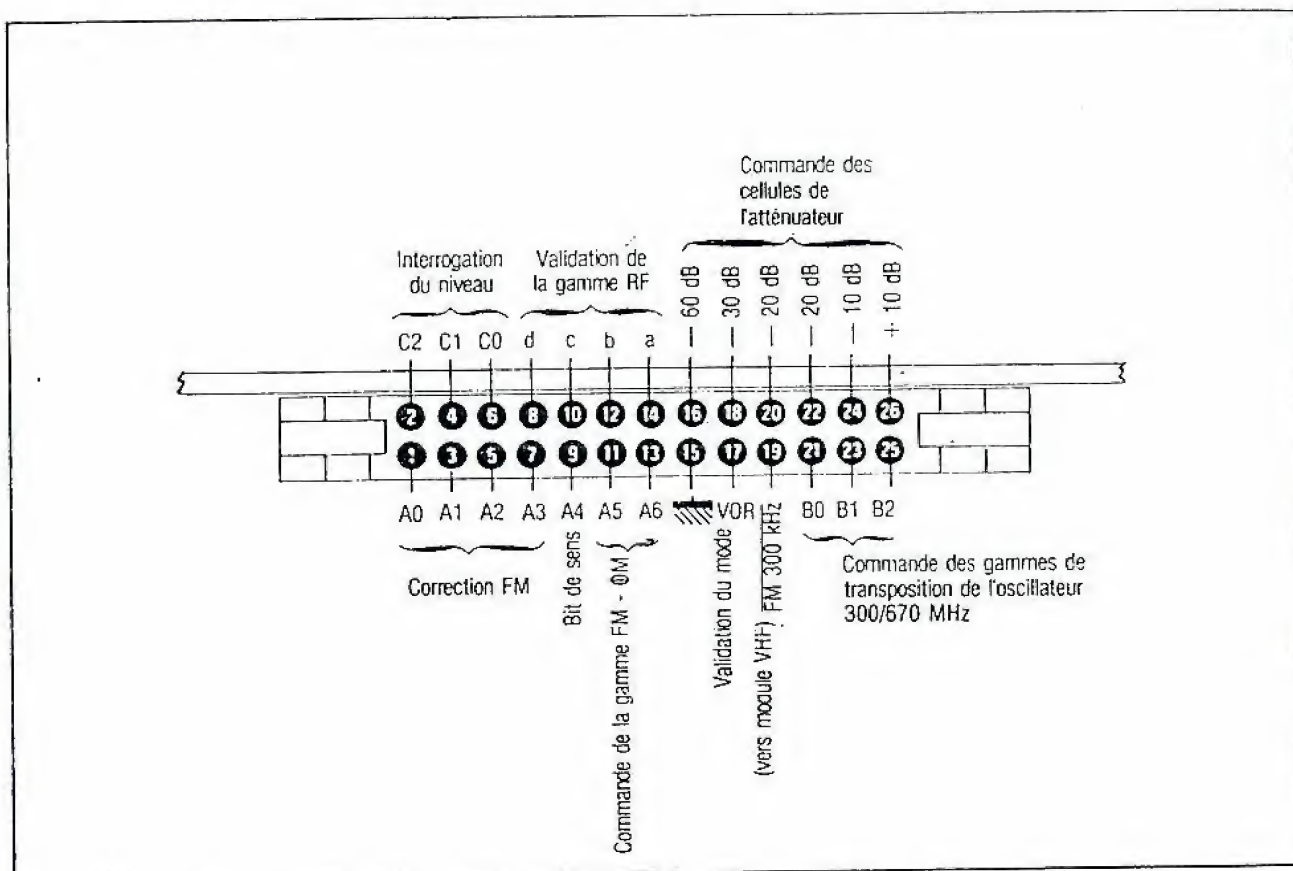 Commande des
cellules de
l'atténuateur
Interrogation
du niveau
Validation de
la gamme RF
C2 C1 C0 d c b a
– 60 dB
– 30 dB
– 20 dB
– 20 dB
– 10 dB
+ 10 dB
2 4 6 8 10 12 14 16 18 20 22 24 26
1 3 5 7 9 11 13 15 17 19 21 23 25
A0 A1 A2 A3 A4 A5 A6 VOR B0 B1 B2
Correction FM
Bit de sens
Commande de la gamme FM - ΦM
Validation du mode
(vers module VHF) FM 300 kHz
Commande des gammes de
transposition de l'oscillateur
300/670 MHz